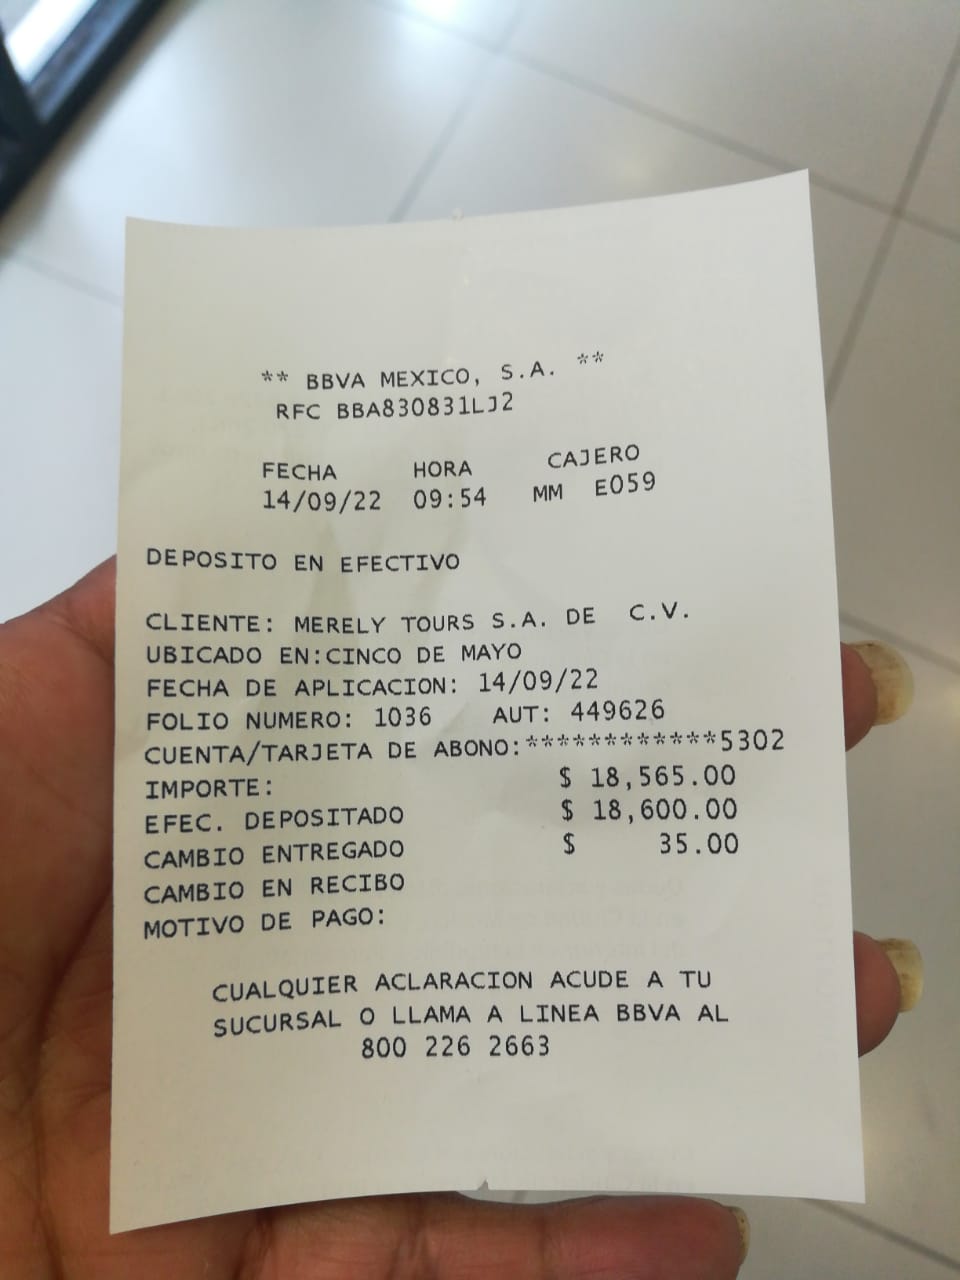 ** BBVA MEXICO, S.A. **
RFC BBA830831LJ2
FECHA HORA CAJERO
14/09/22 09:54 MM E059
DEPOSITO EN EFECTIVO
CLIENTE: MERELY TOURS S.A. DE C.V.
UBICADO EN:CINCO DE MAYO
FECHA DE APLICACION: 14/09/22
FOLIO NUMERO: 1036 AUT: 449626
CUENTA/TARJETA DE ABONO:************5302
IMPORTE: $ 18,565.00
EFEC. DEPOSITADO $ 18,600.00
CAMBIO ENTREGADO $ 35.00
CAMBIO EN RECIBO
MOTIVO DE PAGO:
CUALQUIER ACLARACION ACUDE A TU
SUCURSAL O LLAMA A LINEA BBVA AL
800 226 2663